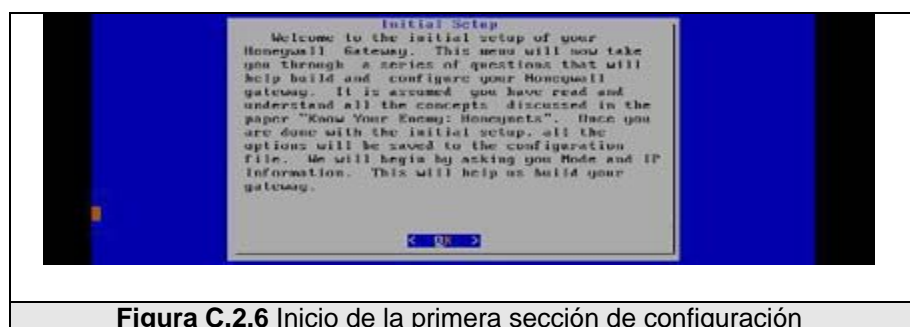 Initial Setup
Welcome to the initial setup of your
Honeywall Gateway. This menu will now take
you through a series of questions that will
help build and configure your Honeywall
gateway. It is assumed you have read and
understand all the concepts discussed in the
paper "Know Your Enemy: Honeynets". Once you
are done with the initial setup, all the
options will be saved to the configuration
file. We will begin by asking you Mode and IP
Information. This will help us build your
gateway.
< OK >
Figura C.2.6 Inicio de la primera sección de configuración